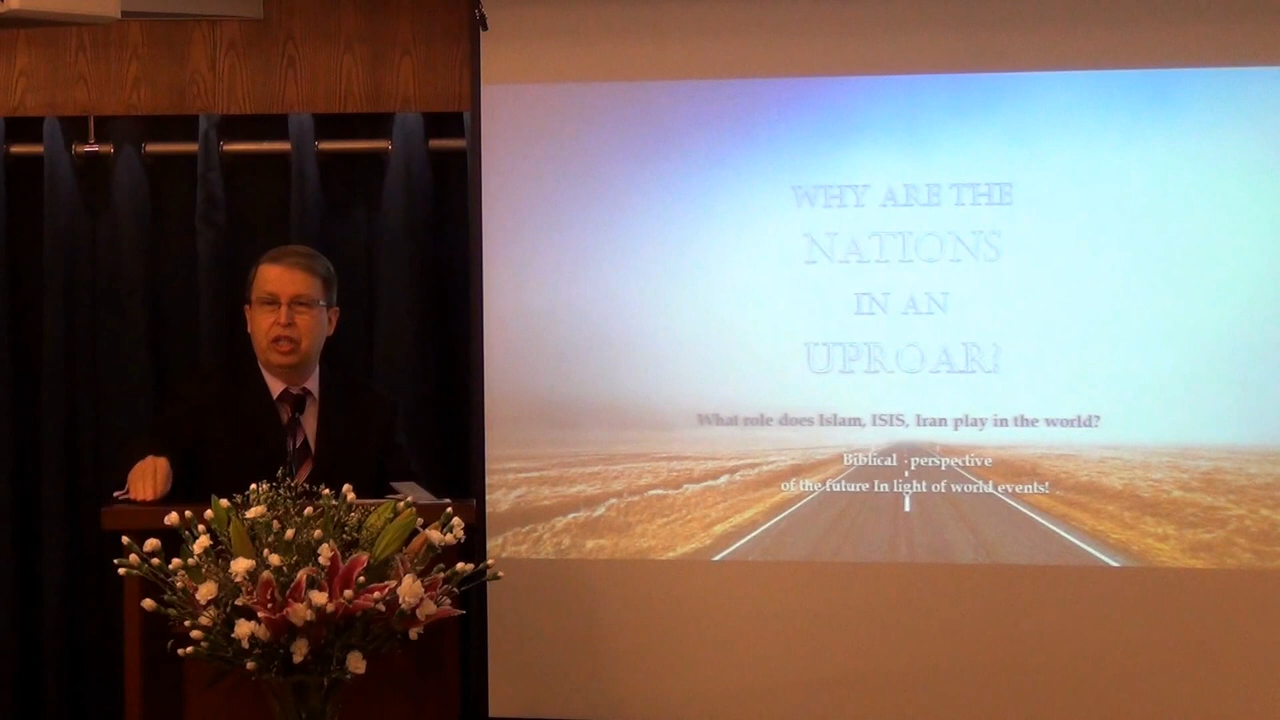 WHY ARE THE
NATIONS
IN AN
UPROAR?
What role does Islam, ISIS, Iran play in the world?
Biblical perspective
of the future In light of world events!